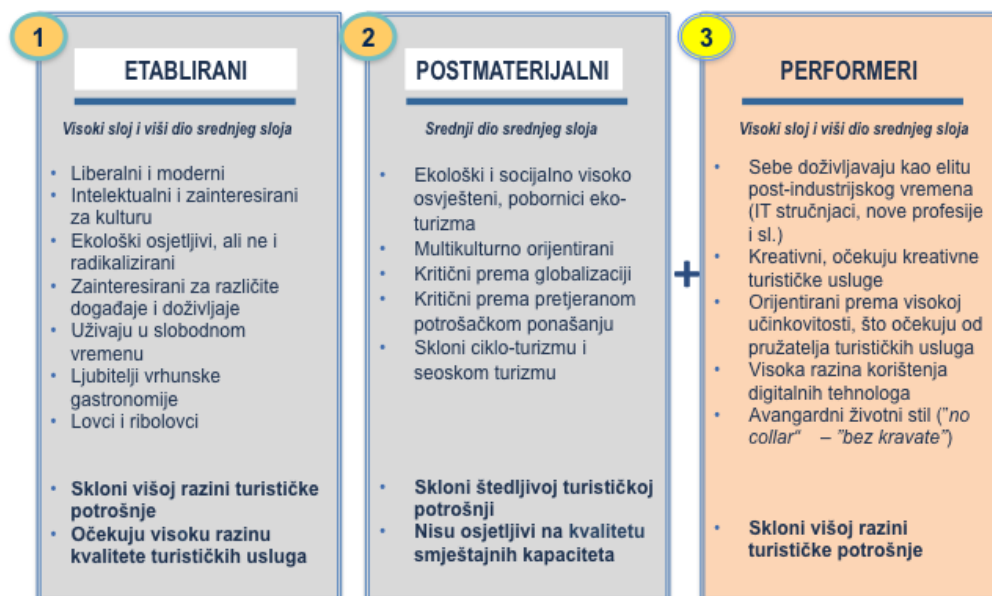 1
ETABLIRANI
Visoki sloj i viši dio srednjeg sloja
• Liberalni i moderni
• Intelektualni i zainteresirani
za kulturu
• Ekološki osjetljivi, ali ne i
radikalizirani
• Zainteresirani za različite
događaje i doživljaje
• Uživaju u slobodnom
vremenu
• Ljubitelji vrhunske
gastronomije
• Lovci i ribolovci
• Skloni višoj razini turističke
potrošnje
• Očekuju visoku razinu
kvalitete turističkih usluga
2
POSTMATERIJALNI
Srednji dio srednjeg sloja
• Ekološki i socijalno visoko
osvješteni, pobornici eko-
turizma
• Multikulturno orijentirani
• Kritični prema globalizaciji
• Kritični prema pretjeranom
potrošačkom ponašanju
• Skloni ciklo-turizmu i
seoskom turizmu
• Skloni štedljivoj turističkoj
potrošnji
• Nisu osjetljivi na kvalitetu
smještajnih kapaciteta
+
3
PERFORMERI
Visoki sloj i viši dio srednjeg sloja
• Sebe doživljavaju kao elitu
post-industrijskog vremena
(IT stručnjaci, nove profesije
i sl.)
• Kreativni, očekuju kreativne
turističke usluge
• Orijentirani prema visokoj
učinkovitosti, što očekuju od
pružatelja turističkih usluga
• Visoka razina korištenja
digitalnih tehnologa
• Avangardni životni stil ("no
collar“ – ”bez kravate”)
• Skloni višoj razini
turističke potrošnje